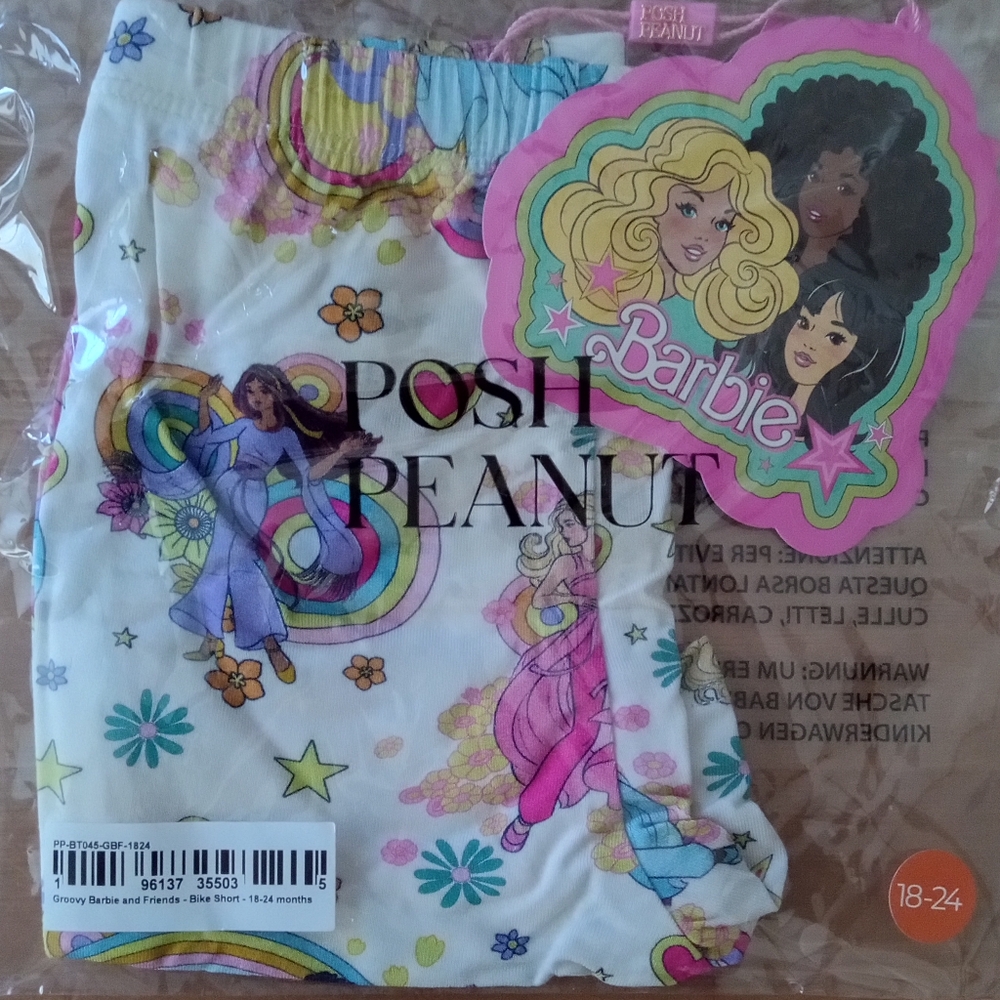 POSH
PEANUT
Barbie
POSH
PEANUT
ATTENZIONE: PER EVIT
QUESTA BORSA LONTA
CULLE, LETTI, CARROZZ
WARNUNG: UM ER
TASCHE VON BAB
KINDERWAGEN O
PP-BT045-GBF-1824
1 96137 35503 5
Groovy Barbie and Friends - Bike Short - 18-24 months
18-24